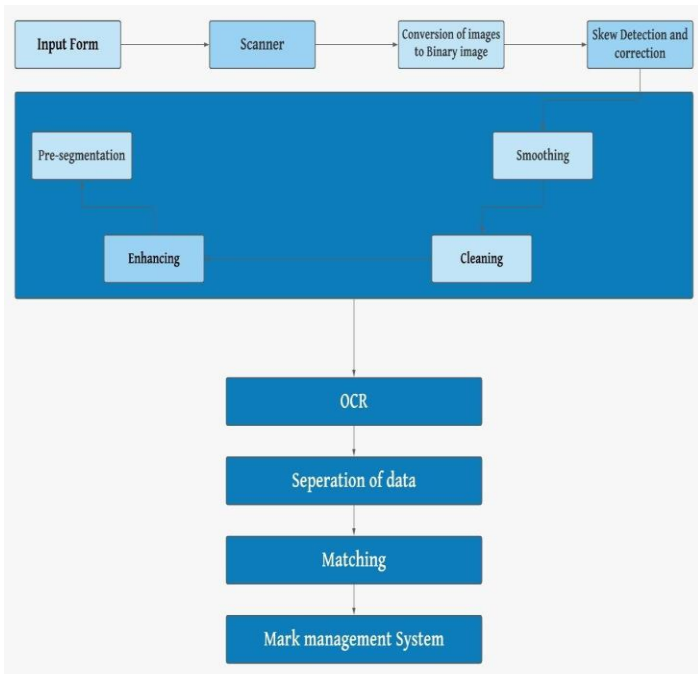 Input Form
Scanner
Conversion of images
to Binary image
Skew Detection and
correction
Pre-segmentation
Smoothing
Enhancing
Cleaning
OCR
Seperation of data
Matching
Mark management System